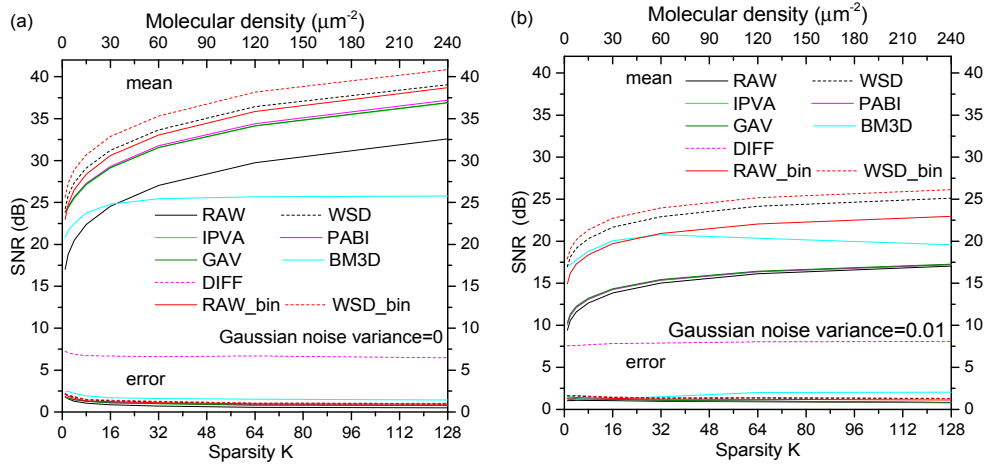 (a)
Molecular density (μm-2)
0 30 60 90 120 150 180 210 240
mean
40
35
30
25
20
15
10
5
0
SNR (dB)
40
35
30
25
20
15
10
5
0
RAW WSD
IPVA PABI
GAV BM3D
DIFF
RAW_bin WSD_bin
Gaussian noise variance=0
error
0 16 32 48 64 80 96 112 128
Sparsity K
(b)
Molecular density (μm-2)
0 30 60 90 120 150 180 210 240
mean
40
35
30
25
20
15
10
5
0
SNR (dB)
40
35
30
25
20
15
10
5
0
RAW WSD
IPVA PABI
GAV BM3D
DIFF
RAW_bin WSD_bin
Gaussian noise variance=0.01
error
0 16 32 48 64 80 96 112 128
Sparsity K